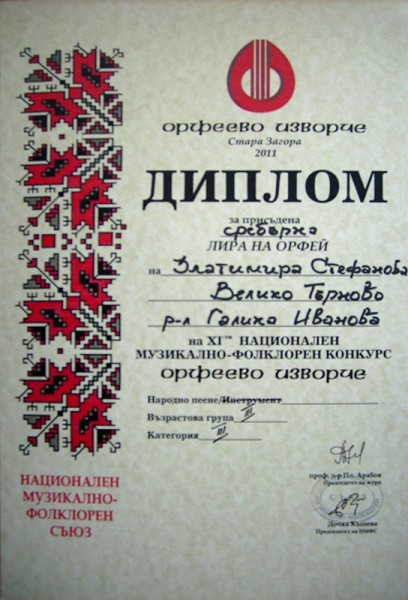 орфеево изворче
Стара Загора
2011
ДИПЛОМ
за присъдена
сребърна
ЛИРА НА ОРФЕЙ
на Златимира Стефанова
Велико Търново
р-л Галина Иванова
на XI НАЦИОНАЛЕН
МУЗИКАЛНО-ФОЛКЛОРЕН КОНКУРС
орфеево изворче
Народно пеене/Инструмент
Възрастова група III
Категория III
проф. д-р Пл. Арабов
Председател на журито
Дочка Кънева
Председател на НМФС
НАЦИОНАЛЕН
МУЗИКАЛНО-
ФОЛКЛОРЕН
СЪЮЗ